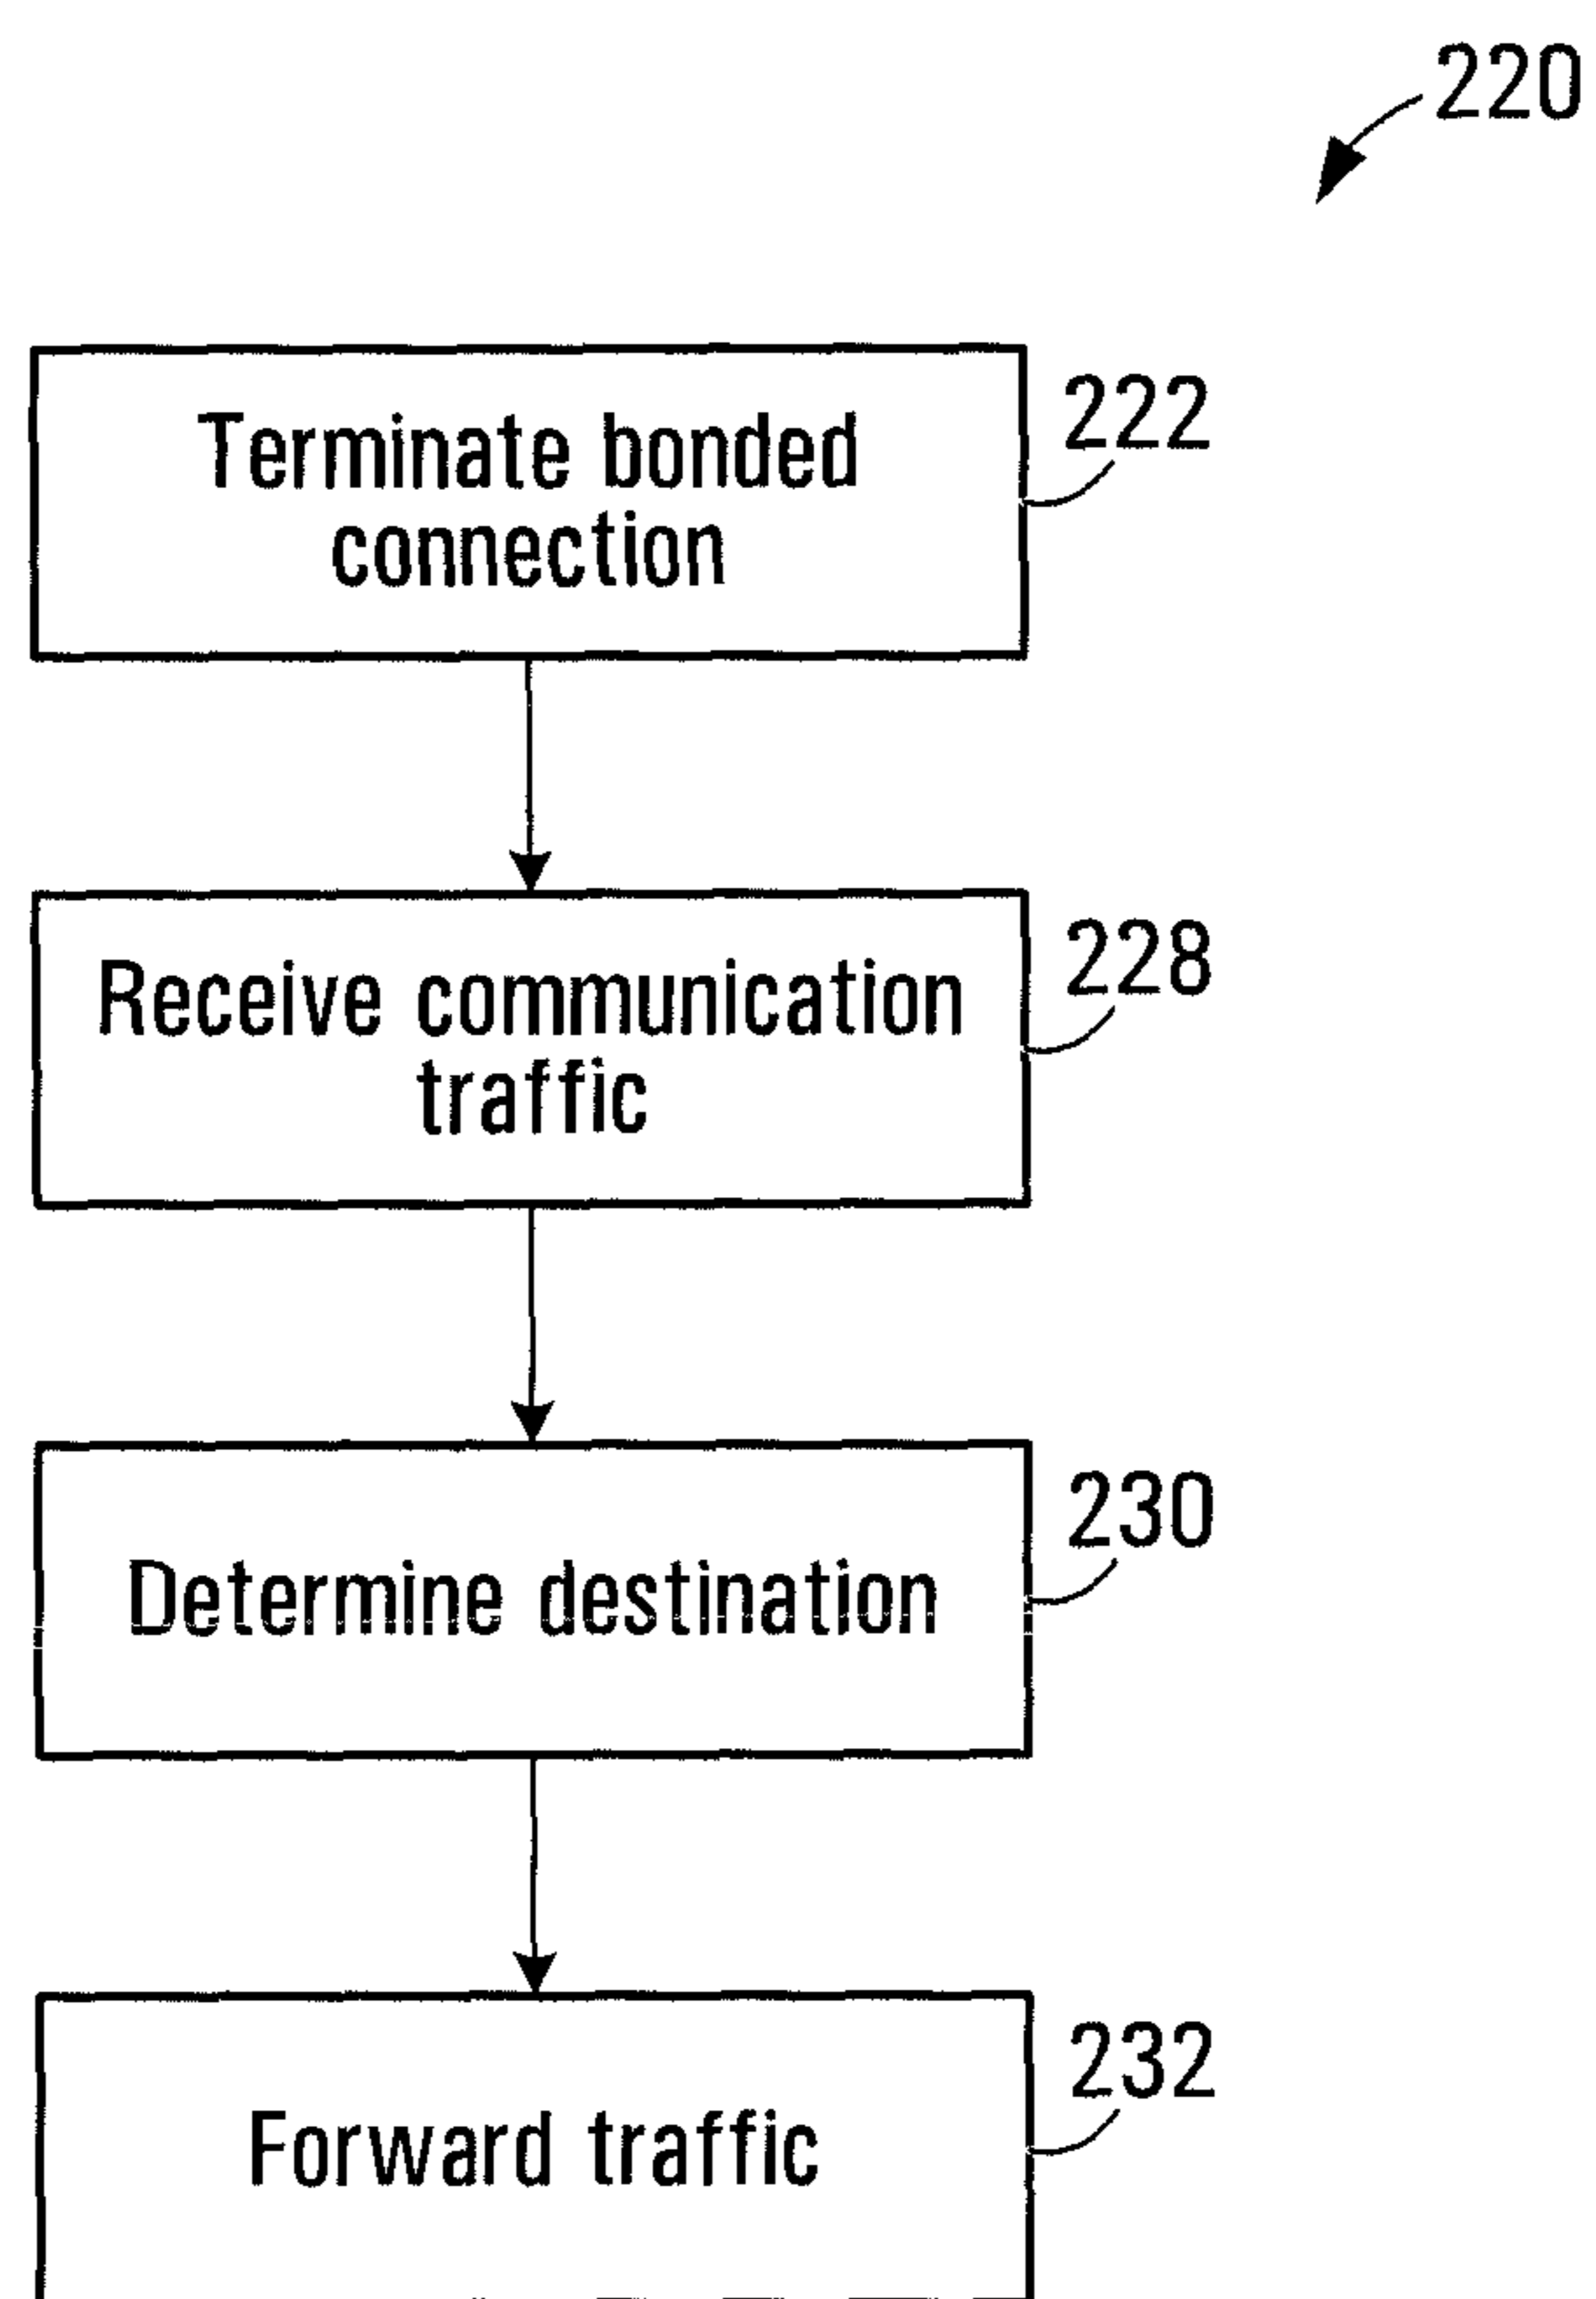 220
Terminate bonded
connection
222
Receive communication
traffic
228
Determine destination
230
Forward traffic
232